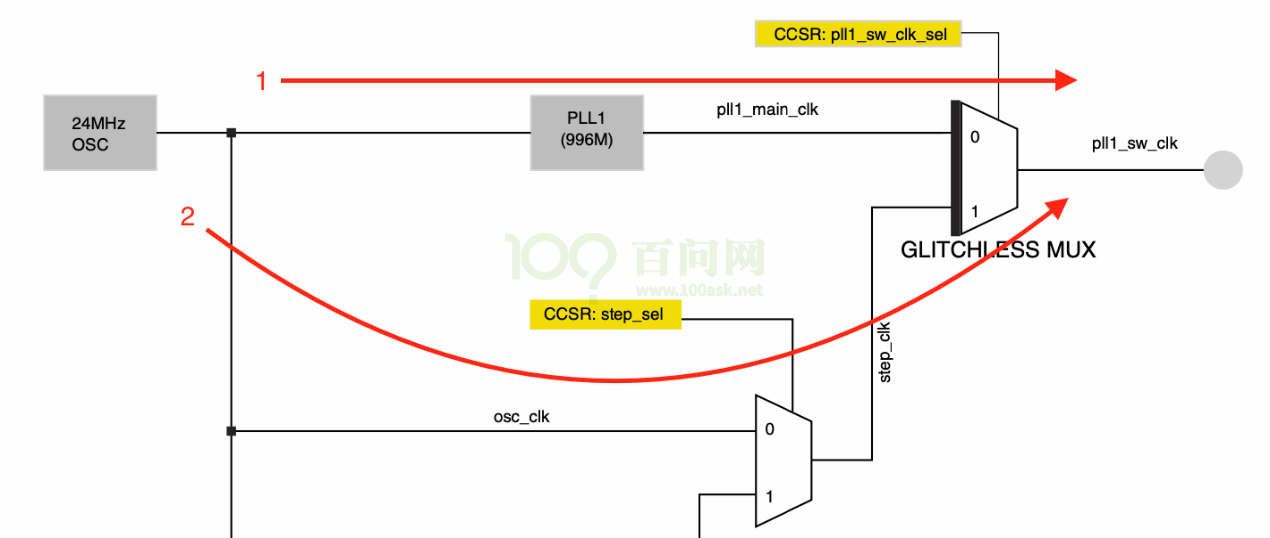 CCSR: pll1_sw_clk_sel
1
24MHz
OSC
PLL1
(996M)
pll1_main_clk
0
pll1_sw_clk
2
1
GLITCHLESS MUX
100?
百问网
www.100ask.net
CCSR: step_sel
step_clk
osc_clk
0
1